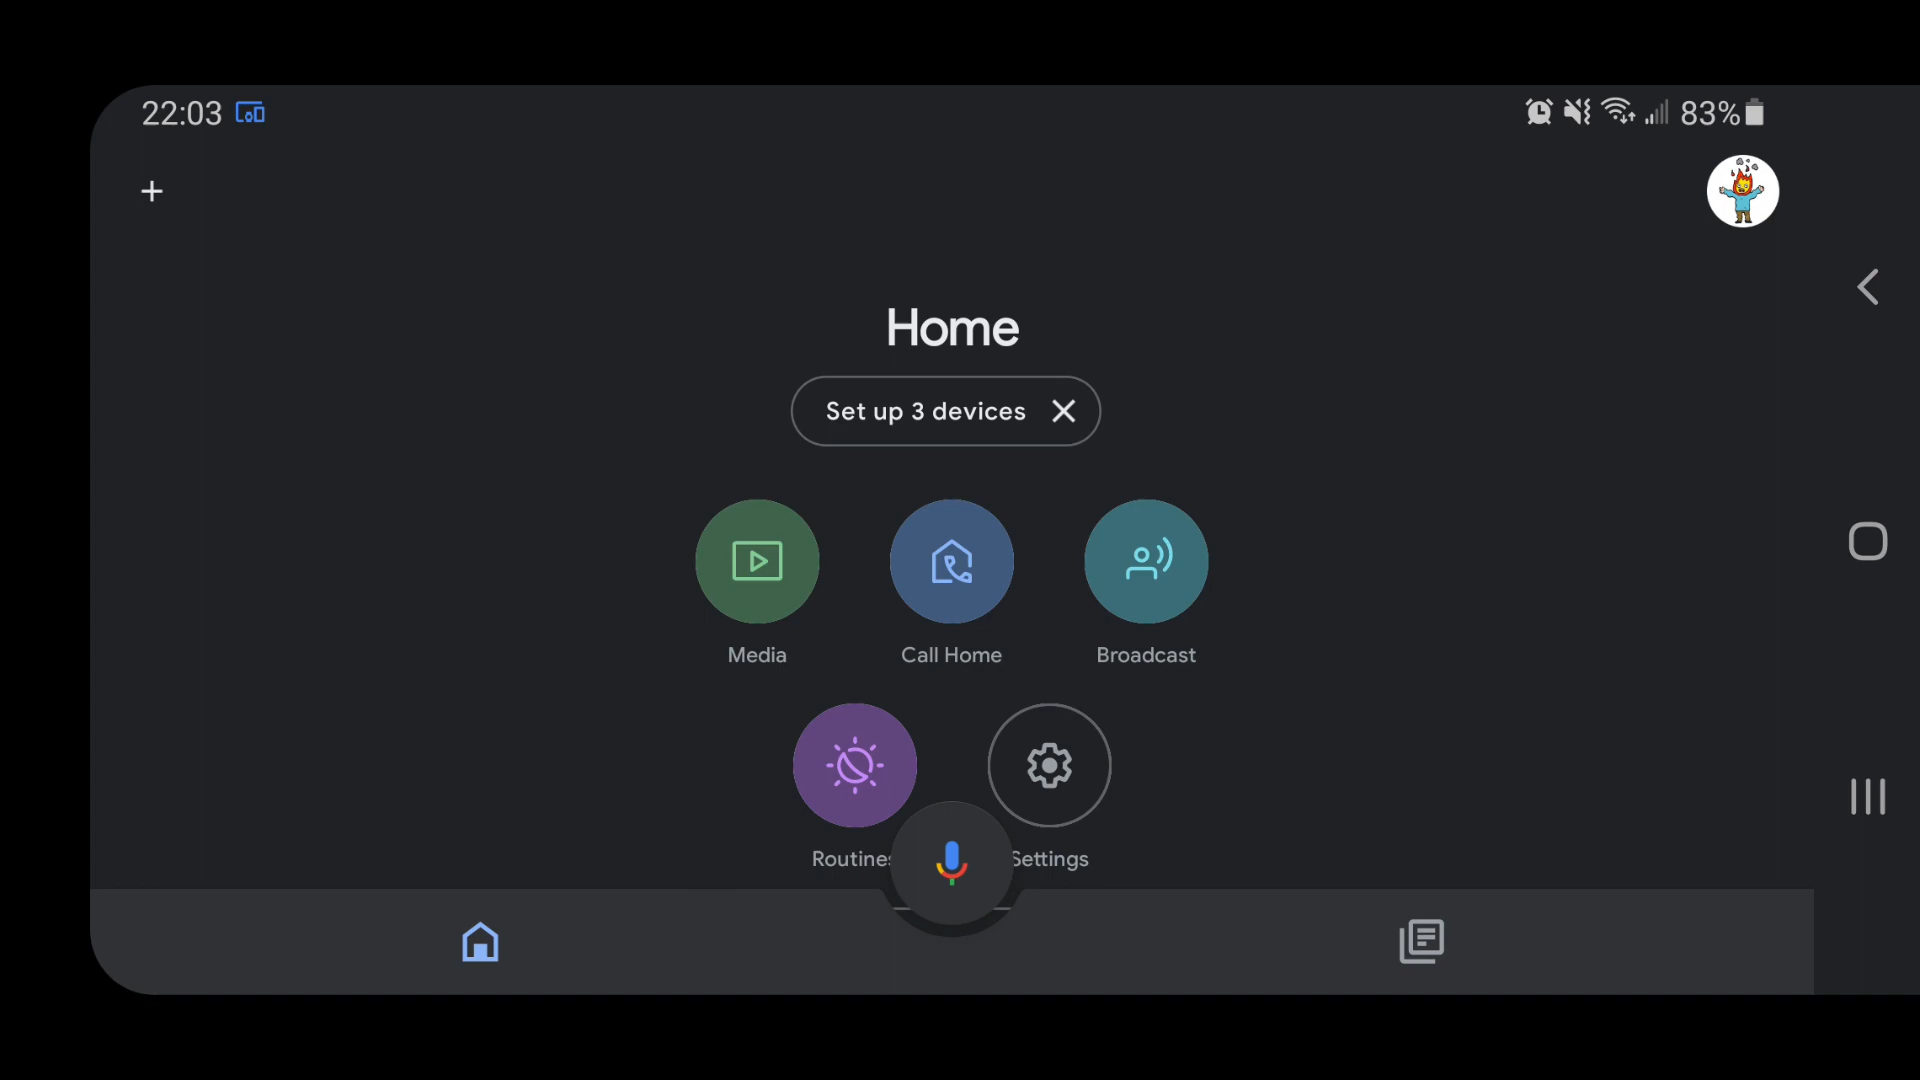 22:03
83%
Home
Set up 3 devices
Media
Call Home
Broadcast
Routines
Settings